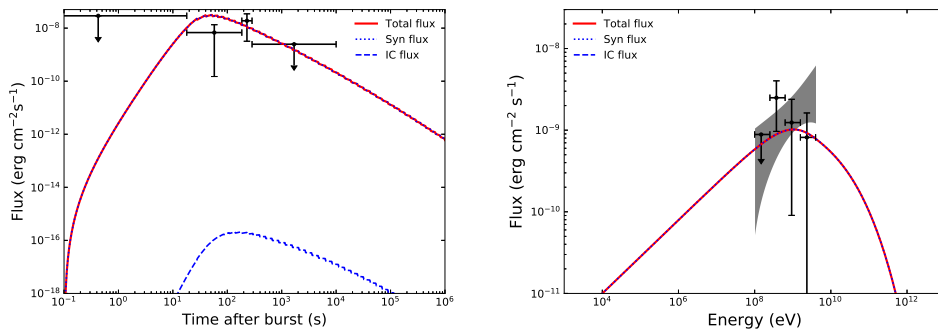 Total flux
Syn flux
IC flux
10⁻⁸
10⁻¹⁰
10⁻¹²
10⁻¹⁴
10⁻¹⁶
10⁻¹⁸
Flux (erg cm⁻²s⁻¹)
10⁻¹ 10⁰ 10¹ 10² 10³ 10⁴ 10⁵ 10⁶
Time after burst (s)
Total flux
Syn flux
IC flux
10⁻⁸
10⁻⁹
10⁻¹⁰
10⁻¹¹
Flux (erg cm⁻² s⁻¹)
10⁴ 10⁶ 10⁸ 10¹⁰ 10¹²
Energy (eV)